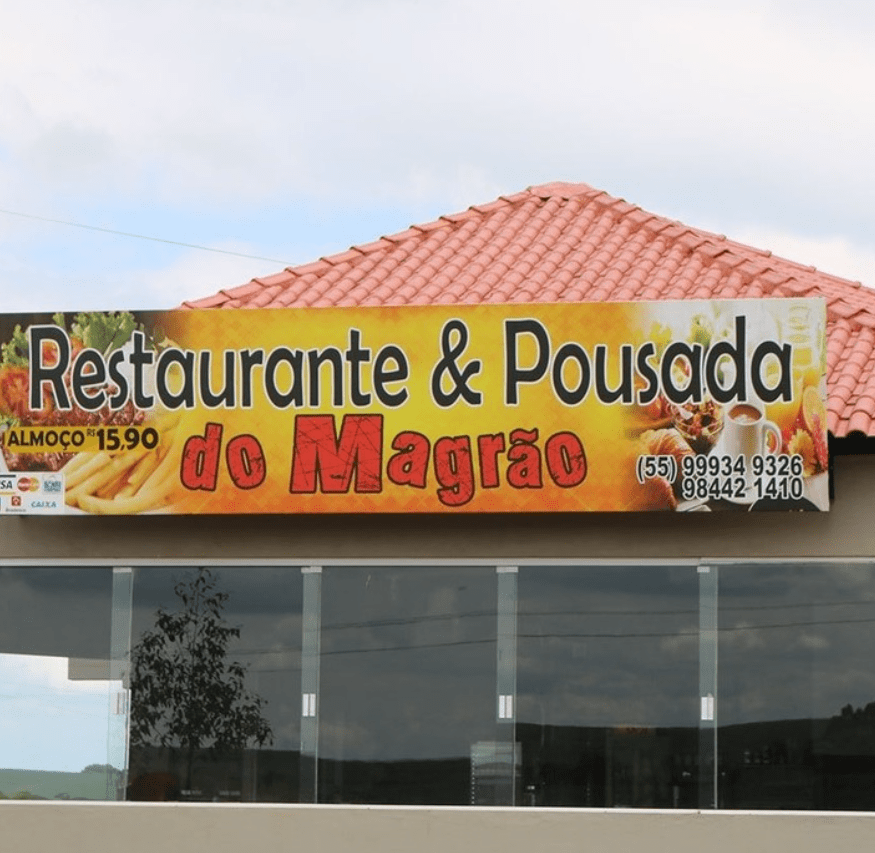 Restaurante & Pousada
do Magrão
ALMOÇO R$ 15,90
(55) 99934 9326
98442 1410
CAIXA